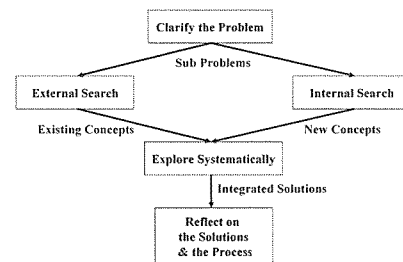 Clarify the Problem
Sub Problems
External Search
Internal Search
Existing Concepts
New Concepts
Explore Systematically
Integrated Solutions
Reflect on
the Solutions
& the Process